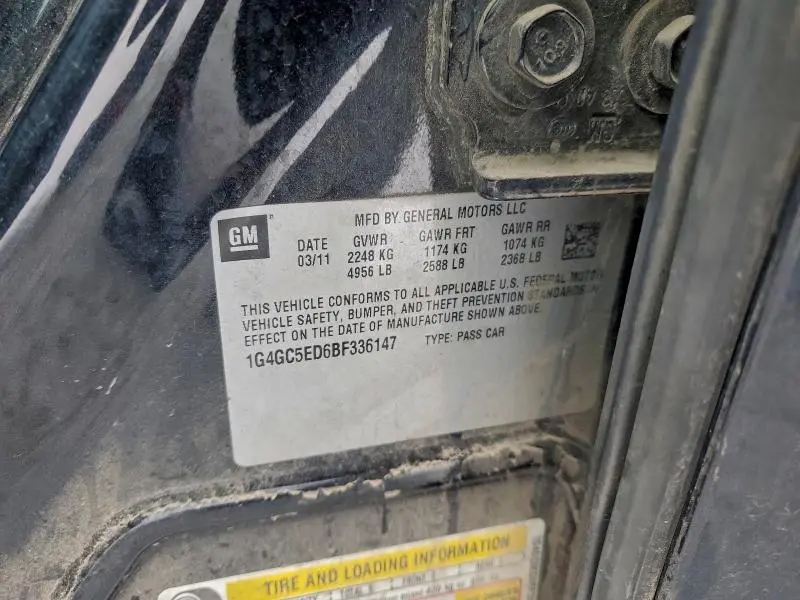 MFD BY GENERAL MOTORS LLC
GM
DATE GVWR GAWR FRT GAWR RR
03/11 2248 KG 1174 KG 1074 KG
4956 LB 2588 LB 2368 LB
THIS VEHICLE CONFORMS TO ALL APPLICABLE U.S. FEDERAL MOTOR
VEHICLE SAFETY, BUMPER, AND THEFT PREVENTION STANDARDS IN
EFFECT ON THE DATE OF MANUFACTURE SHOWN ABOVE.
1G4GC5ED6BF336147 TYPE: PASS CAR
TIRE AND LOADING INFORMATION